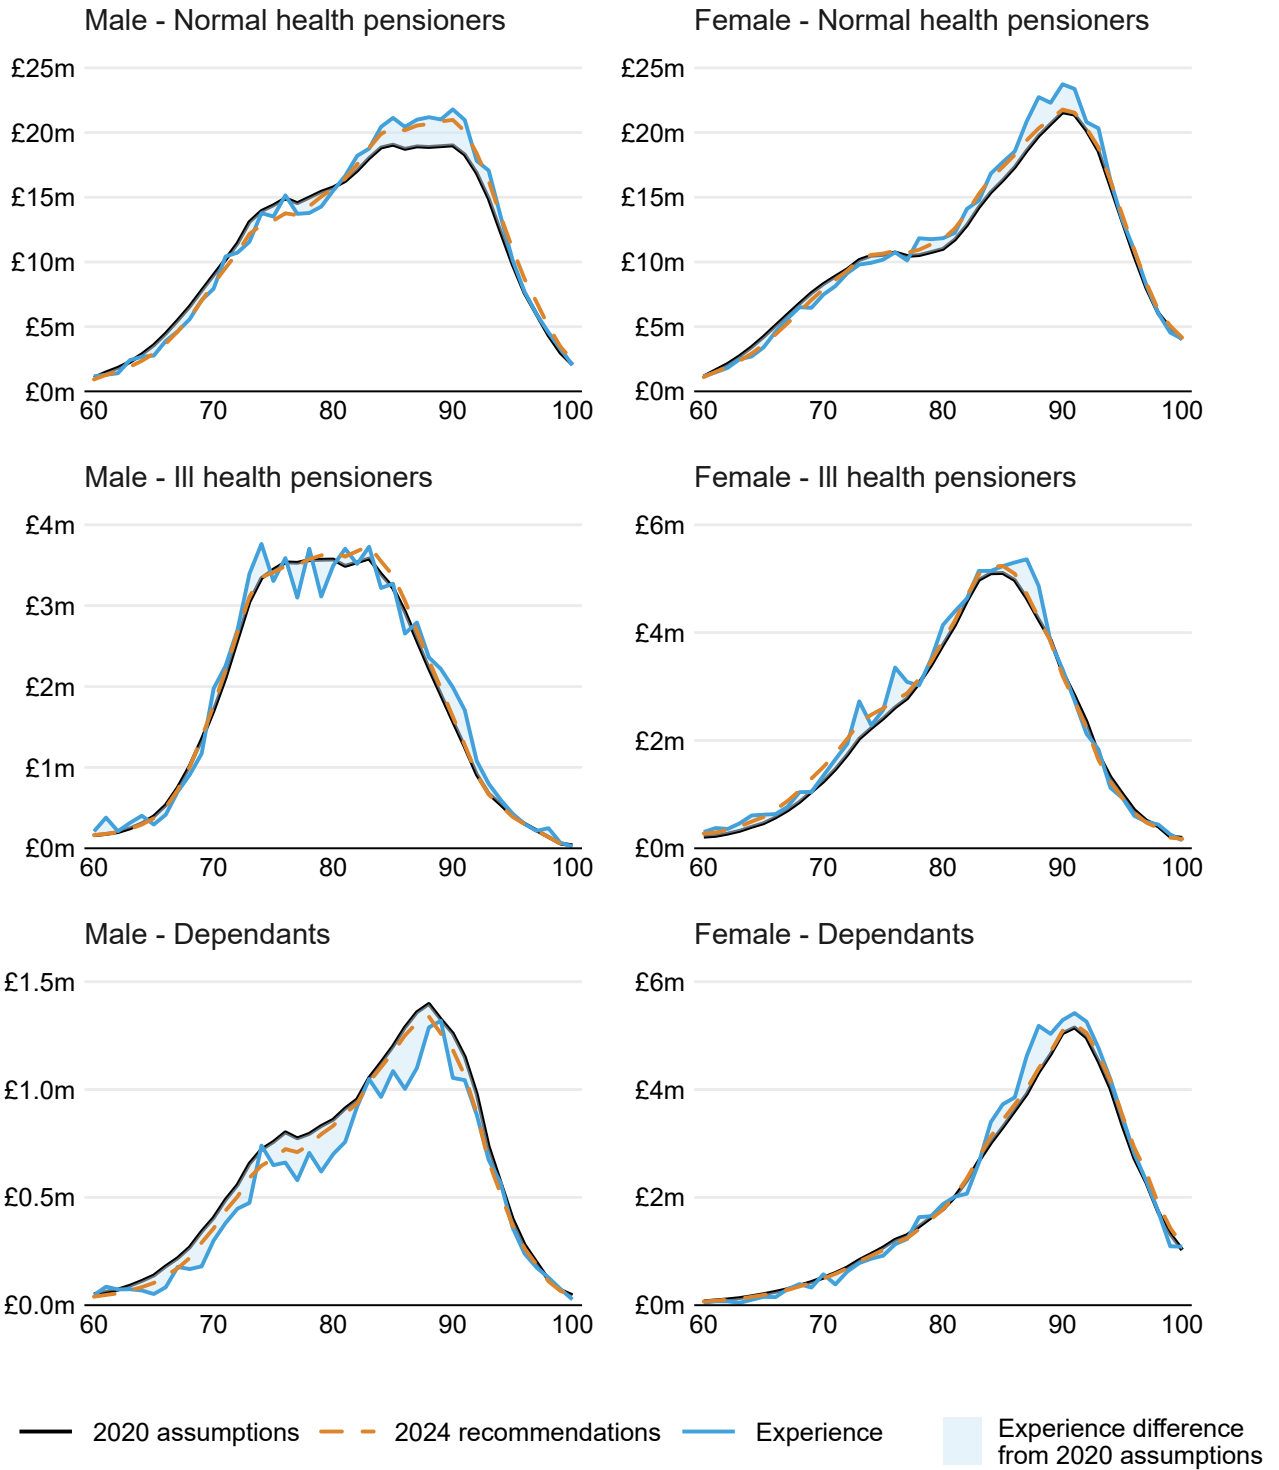 Male - Normal health pensioners
£25m
£20m
£15m
£10m
£5m
£0m
60 70 80 90 100
Female - Normal health pensioners
£25m
£20m
£15m
£10m
£5m
£0m
60 70 80 90 100
Male - Ill health pensioners
£4m
£3m
£2m
£1m
£0m
60 70 80 90 100
Female - Ill health pensioners
£6m
£4m
£2m
£0m
60 70 80 90 100
Male - Dependants
£1.5m
£1.0m
£0.5m
£0.0m
60 70 80 90 100
Female - Dependants
£6m
£4m
£2m
£0m
60 70 80 90 100
2020 assumptions 2024 recommendations Experience Experience difference
from 2020 assumptions